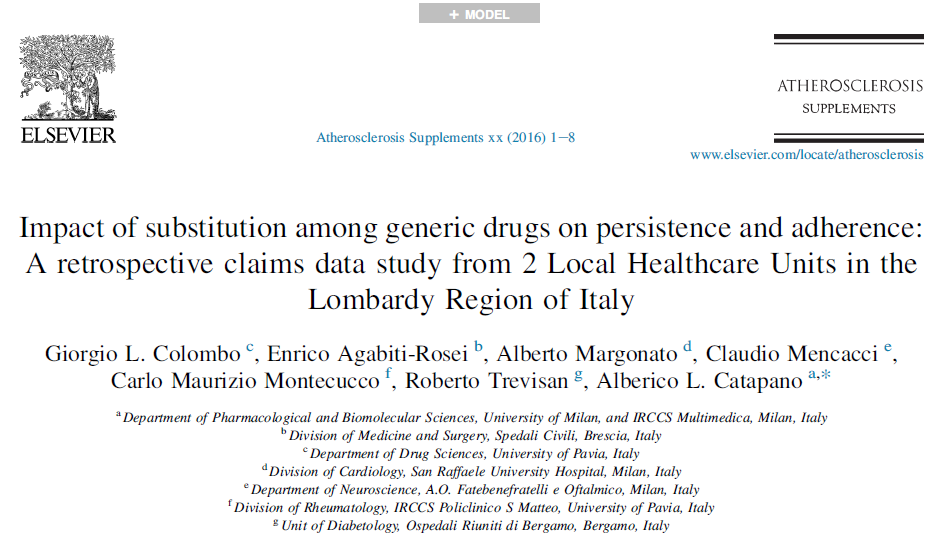 + MODEL
ELSEVIER
Atherosclerosis Supplements xx (2016) 1–8
ATHEROSCLEROSIS
SUPPLEMENTS
www.elsevier.com/locate/atherosclerosis
Impact of substitution among generic drugs on persistence and adherence:
A retrospective claims data study from 2 Local Healthcare Units in the
Lombardy Region of Italy
Giorgio L. Colombo c, Enrico Agabiti-Rosei b, Alberto Margonato d, Claudio Mencacci e,
Carlo Maurizio Montecucco f, Roberto Trevisan g, Alberico L. Catapano a,*
a Department of Pharmacological and Biomolecular Sciences, University of Milan, and IRCCS Multimedica, Milan, Italy
b Division of Medicine and Surgery, Spedali Civili, Brescia, Italy
c Department of Drug Sciences, University of Pavia, Italy
d Division of Cardiology, San Raffaele University Hospital, Milan, Italy
e Department of Neuroscience, A.O. Fatebenefratelli e Oftalmico, Milan, Italy
f Division of Rheumatology, IRCCS Policlinico S Matteo, University of Pavia, Italy
g Unit of Diabetology, Ospedali Riuniti di Bergamo, Bergamo, Italy